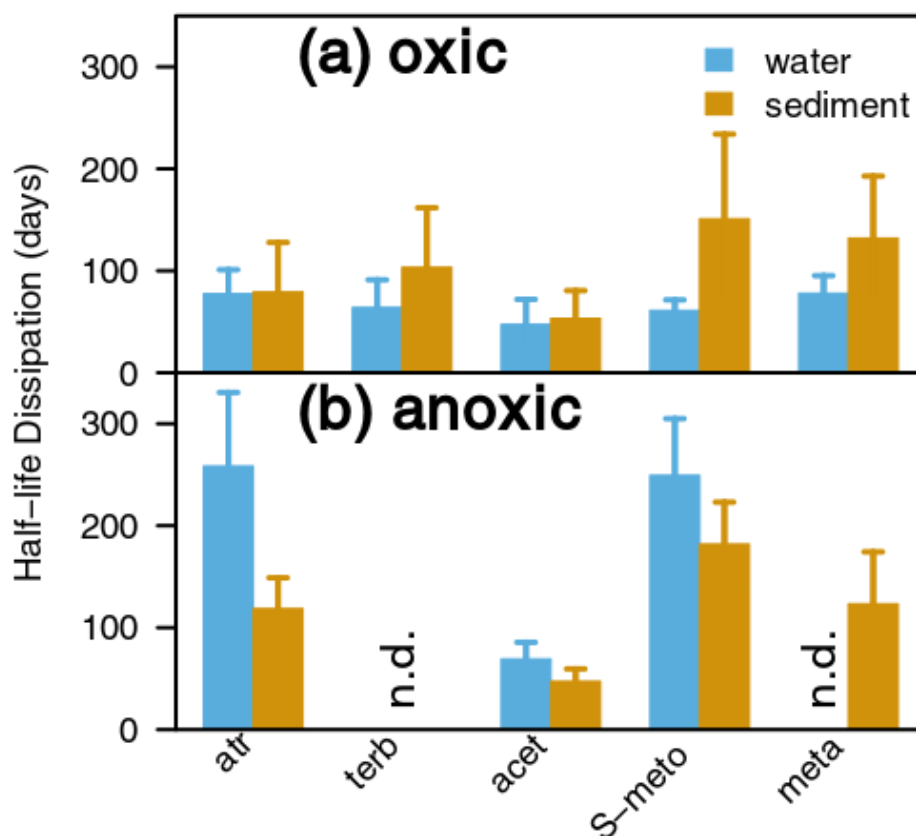 Half-life Dissipation (days)
(a) oxic
water
sediment
300
200
100
0
(b) anoxic
300
200
100
0
n.d.
n.d.
atr
terb
acet
S-meto
meta